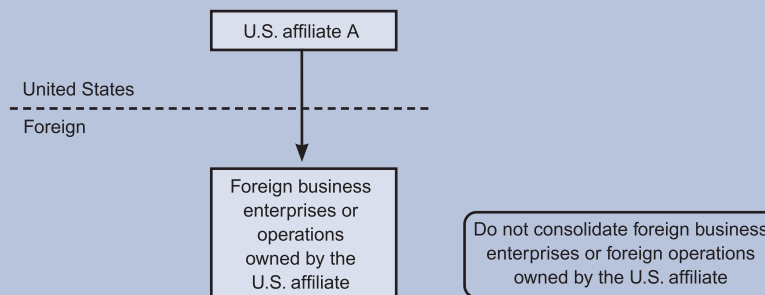 U.S. affiliate A
United States
Foreign
Foreign business
enterprises or
operations
owned by the
U.S. affiliate
Do not consolidate foreign business
enterprises or foreign operations
owned by the U.S. affiliate